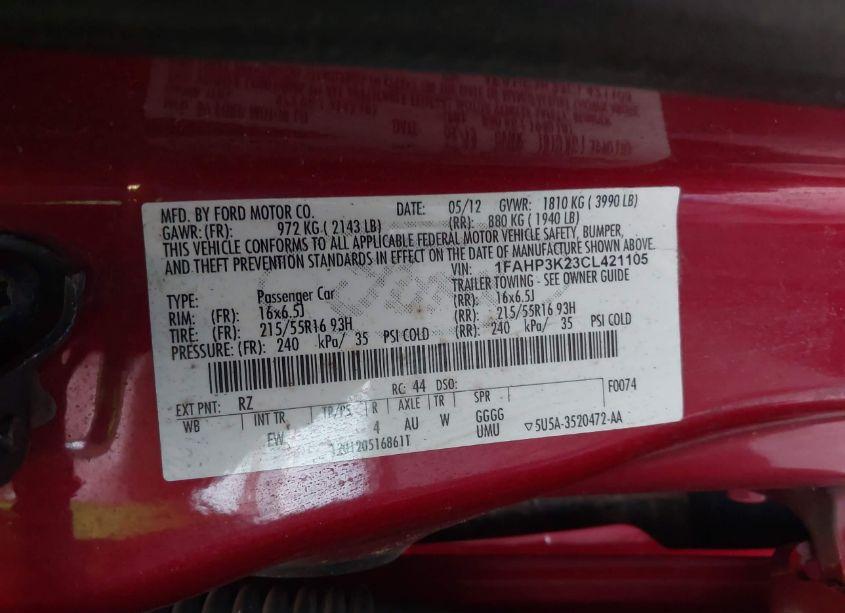 MFD. BY FORD MOTOR CO. DATE: 05/12 GVWR: 1810 KG ( 3990 LB)
GAWR: (FR): 972 KG ( 2143 LB) (RR): 880 KG ( 1940 LB)
THIS VEHICLE CONFORMS TO ALL APPLICABLE FEDERAL MOTOR VEHICLE SAFETY, BUMPER,
AND THEFT PREVENTION STANDARDS IN EFFECT ON THE DATE OF MANUFACTURE SHOWN ABOVE.
VIN: 1FAHP3K23CL421105
TYPE: Passenger Car TRAILER TOWING - SEE OWNER GUIDE
RIM: (FR): 16x6.5J (RR): 16x6.5J
TIRE: (FR): 215/55R16 93H (RR): 215/55R16 93H
PRESSURE: (FR): 240 kPa/ 35 PSI COLD (RR): 240 kPa/ 35 PSI COLD
EXT PNT: RZ RC: 44 DSO: F0074
WB INT TR TP/PS R AXLE TR SPR
EW 4 AU W GGGG
UMU
120120516861T ▽5U5A-3520472-AA